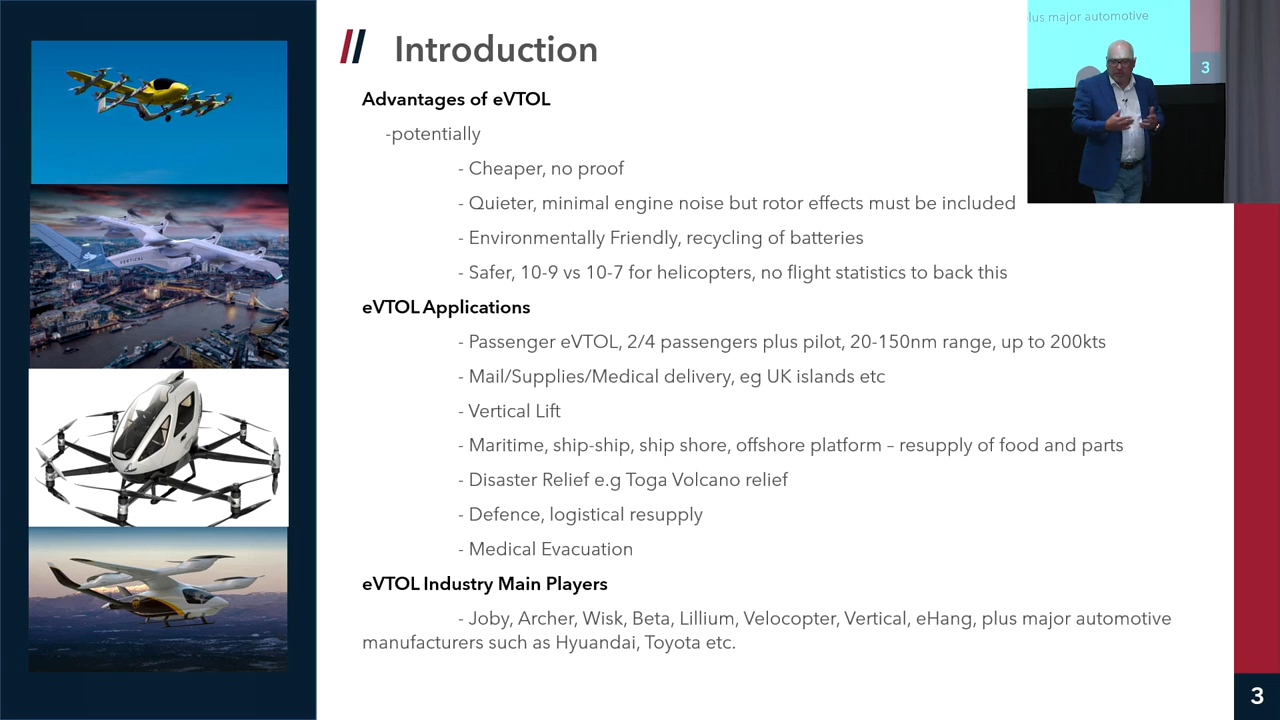 Introduction
Advantages of eVTOL
-potentially
- Cheaper, no proof
- Quieter, minimal engine noise but rotor effects must be included
- Environmentally Friendly, recycling of batteries
- Safer, 10-9 vs 10-7 for helicopters, no flight statistics to back this
eVTOL Applications
- Passenger eVTOL, 2/4 passengers plus pilot, 20-150nm range, up to 200kts
- Mail/Supplies/Medical delivery, eg UK islands etc
- Vertical Lift
- Maritime, ship-ship, ship shore, offshore platform – resupply of food and parts
- Disaster Relief e.g Toga Volcano relief
- Defence, logistical resupply
- Medical Evacuation
eVTOL Industry Main Players
- Joby, Archer, Wisk, Beta, Lillium, Velocopter, Vertical, eHang, plus major automotive
manufacturers such as Hyuandai, Toyota etc.
3
lus major automotive
3
VERTICAL